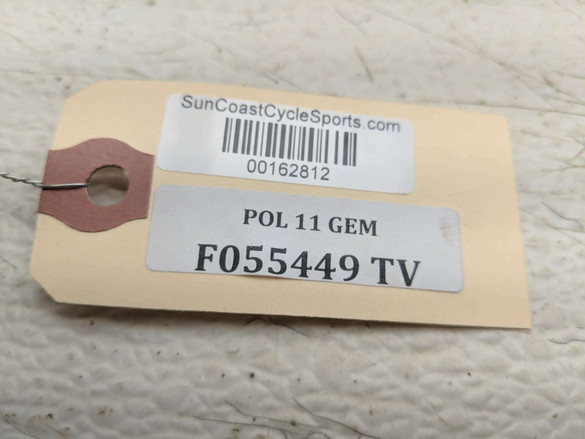 SunCoastCycleSports.com
00162812
POL 11 GEM
F055449 TV